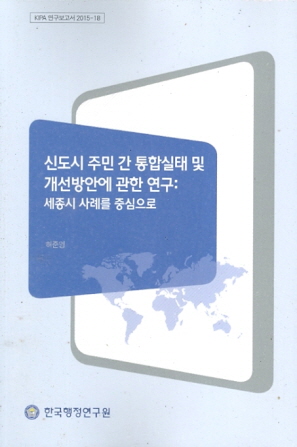 KIPA 연구보고서 2015-18
신도시 주민 간 통합실태 및
개선방안에 관한 연구:
세종시 사례를 중심으로
한국행정연구원